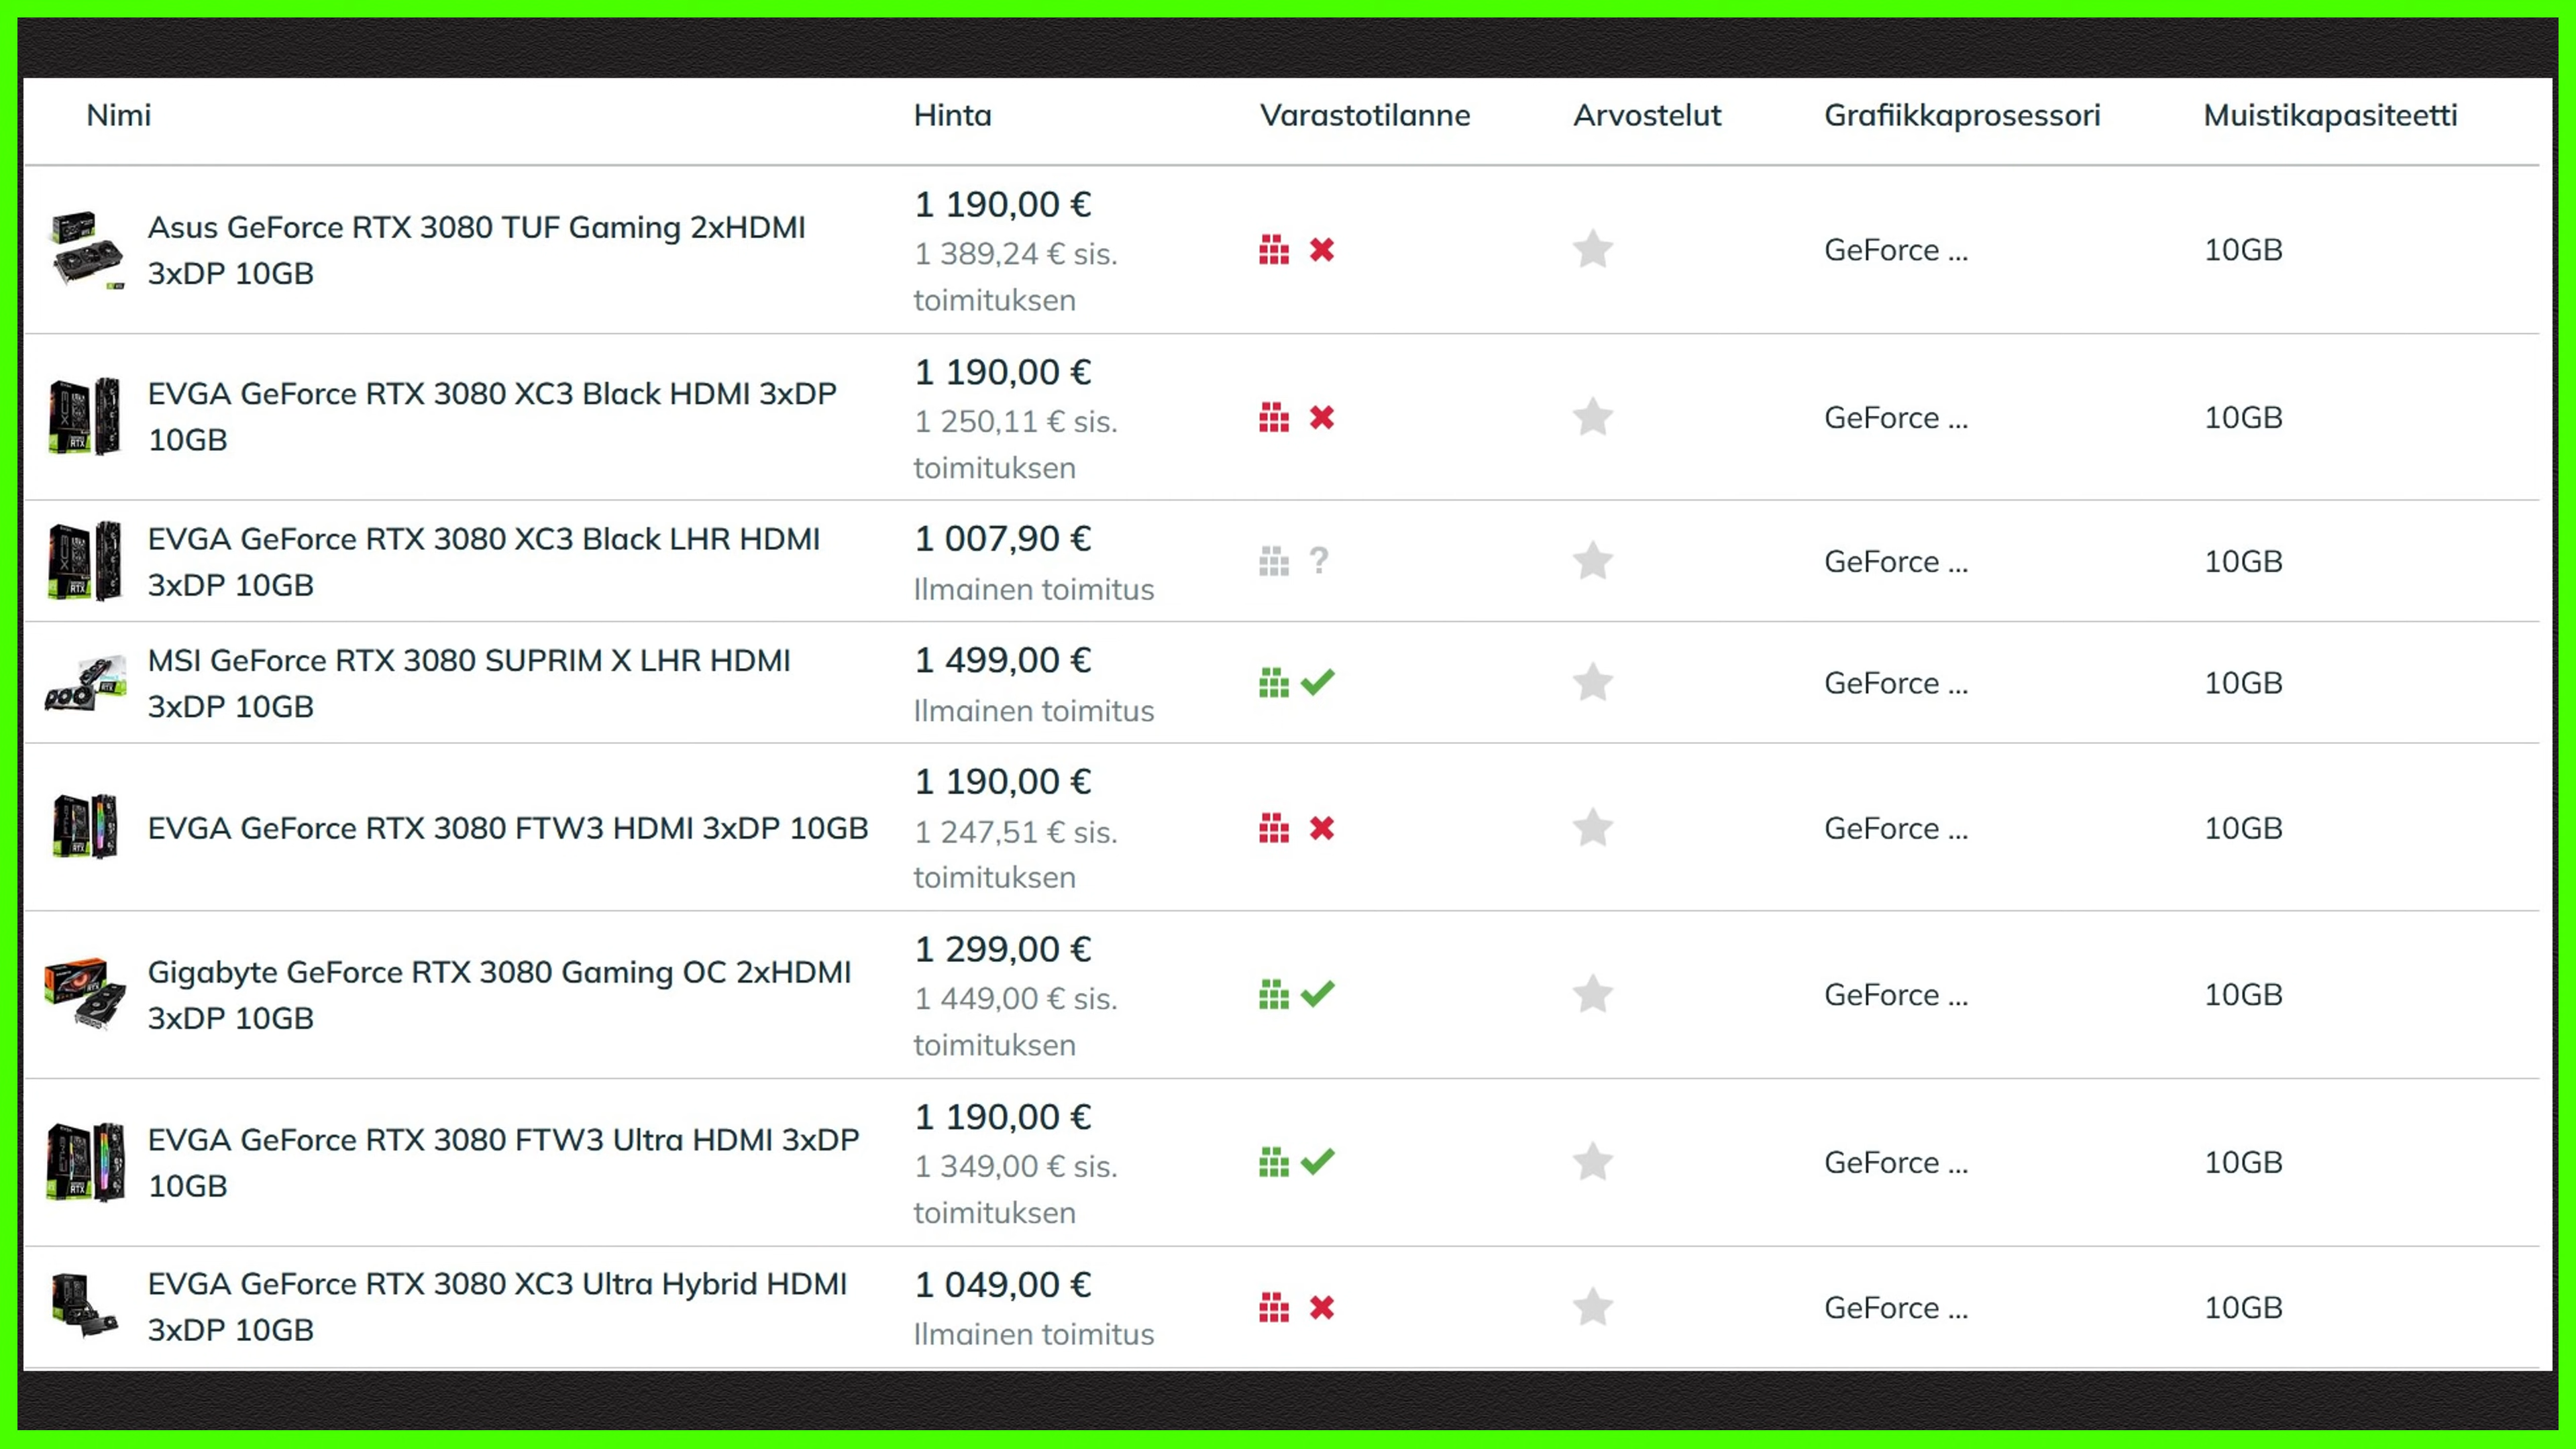 Nimi Hinta Varastotilanne Arvostelut Grafiikkaprosessori Muistikapasiteetti
Asus GeForce RTX 3080 TUF Gaming 2xHDMI
3xDP 10GB
1 190,00 €
1 389,24 € sis.
toimituksen
GeForce ...
10GB
EVGA GeForce RTX 3080 XC3 Black HDMI 3xDP
10GB
1 190,00 €
1 250,11 € sis.
toimituksen
GeForce ...
10GB
EVGA GeForce RTX 3080 XC3 Black LHR HDMI
3xDP 10GB
1 007,90 €
Ilmainen toimitus
?
GeForce ...
10GB
MSI GeForce RTX 3080 SUPRIM X LHR HDMI
3xDP 10GB
1 499,00 €
Ilmainen toimitus
GeForce ...
10GB
EVGA GeForce RTX 3080 FTW3 HDMI 3xDP 10GB
1 190,00 €
1 247,51 € sis.
toimituksen
GeForce ...
10GB
Gigabyte GeForce RTX 3080 Gaming OC 2xHDMI
3xDP 10GB
1 299,00 €
1 449,00 € sis.
toimituksen
GeForce ...
10GB
EVGA GeForce RTX 3080 FTW3 Ultra HDMI 3xDP
10GB
1 190,00 €
1 349,00 € sis.
toimituksen
GeForce ...
10GB
EVGA GeForce RTX 3080 XC3 Ultra Hybrid HDMI
3xDP 10GB
1 049,00 €
Ilmainen toimitus
GeForce ...
10GB